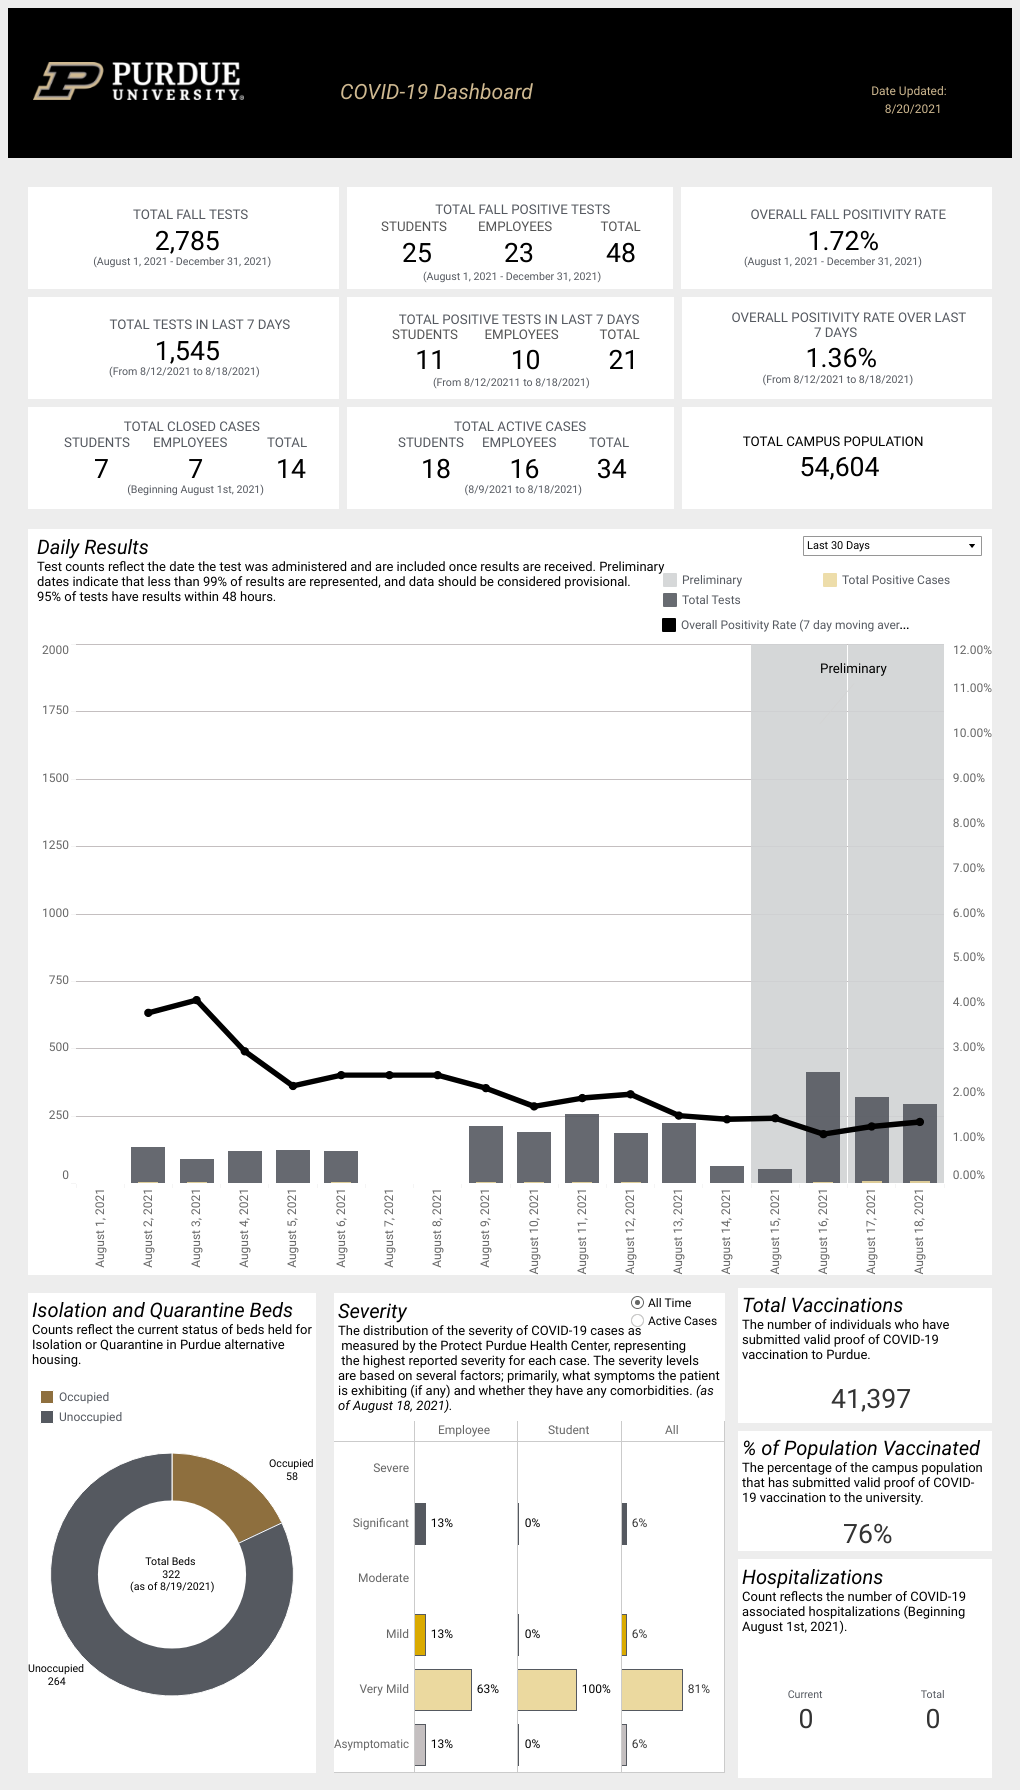 PURDUE
UNIVERSITY®
COVID-19 Dashboard
Date Updated:
8/20/2021
TOTAL FALL TESTS
2,785
(August 1, 2021 - December 31, 2021)
TOTAL FALL POSITIVE TESTS
STUDENTS EMPLOYEES TOTAL
25 23 48
(August 1, 2021 - December 31, 2021)
OVERALL FALL POSITIVITY RATE
1.72%
(August 1, 2021 - December 31, 2021)
TOTAL TESTS IN LAST 7 DAYS
1,545
(From 8/12/2021 to 8/18/2021)
TOTAL POSITIVE TESTS IN LAST 7 DAYS
STUDENTS EMPLOYEES TOTAL
11 10 21
(From 8/12/20211 to 8/18/2021)
OVERALL POSITIVITY RATE OVER LAST
7 DAYS
1.36%
(From 8/12/2021 to 8/18/2021)
TOTAL CLOSED CASES
STUDENTS EMPLOYEES TOTAL
7 7 14
(Beginning August 1st, 2021)
TOTAL ACTIVE CASES
STUDENTS EMPLOYEES TOTAL
18 16 34
(8/9/2021 to 8/18/2021)
TOTAL CAMPUS POPULATION
54,604
Daily Results
Test counts reflect the date the test was administered and are included once results are received. Preliminary
dates indicate that less than 99% of results are represented, and data should be considered provisional.
95% of tests have results within 48 hours.
Last 30 Days
Preliminary
Total Positive Cases
Total Tests
Overall Positivity Rate (7 day moving aver...
Preliminary
2000
1750
1500
1250
1000
750
500
250
0
12.00%
11.00%
10.00%
9.00%
8.00%
7.00%
6.00%
5.00%
4.00%
3.00%
2.00%
1.00%
0.00%
August 1, 2021
August 2, 2021
August 3, 2021
August 4, 2021
August 5, 2021
August 6, 2021
August 7, 2021
August 8, 2021
August 9, 2021
August 10, 2021
August 11, 2021
August 12, 2021
August 13, 2021
August 14, 2021
August 15, 2021
August 16, 2021
August 17, 2021
August 18, 2021
Isolation and Quarantine Beds
Counts reflect the current status of beds held for
Isolation or Quarantine in Purdue alternative
housing.
Occupied
Unoccupied
Occupied
58
Total Beds
322
(as of 8/19/2021)
Unoccupied
264
Severity
All Time
Active Cases
The distribution of the severity of COVID-19 cases as
measured by the Protect Purdue Health Center, representing
the highest reported severity for each case. The severity levels
are based on several factors; primarily, what symptoms the patient
is exhibiting (if any) and whether they have any comorbidities. (as
of August 18, 2021).
Employee Student All
Severe
Significant 13% 0% 6%
Moderate
Mild 13% 0% 6%
Very Mild 63% 100% 81%
Asymptomatic 13% 0% 6%
Total Vaccinations
The number of individuals who have
submitted valid proof of COVID-19
vaccination to Purdue.
41,397
% of Population Vaccinated
The percentage of the campus population
that has submitted valid proof of COVID-
19 vaccination to the university.
76%
Hospitalizations
Count reflects the number of COVID-19
associated hospitalizations (Beginning
August 1st, 2021).
Current Total
0 0